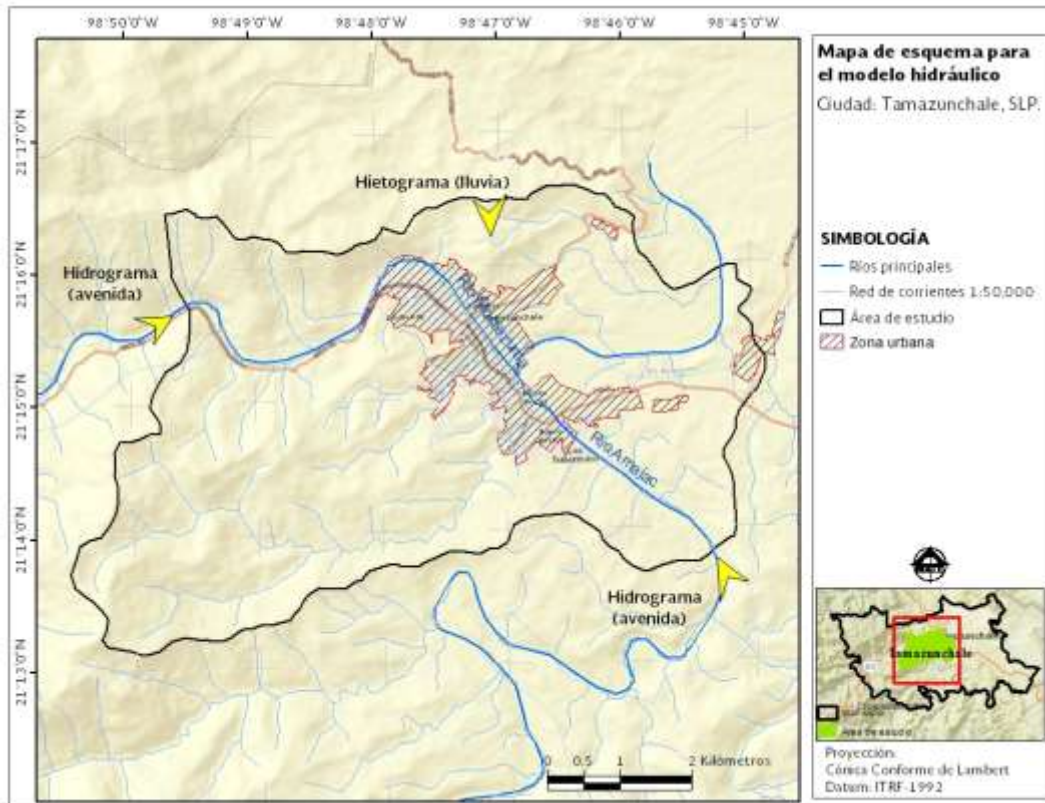 98°50'0"W 98°49'0"W 98°48'0"W 98°47'0"W 98°46'0"W 98°45'0"W
21°17'0"N
21°16'0"N
21°15'0"N
21°14'0"N
21°13'0"N
Hietograma (lluvia)
Hidrograma
(avenida)
Río Amajac
Hidrograma
(avenida)
0 0.5 1 2 Kilómetros
Mapa de esquema para
el modelo hidráulico
Ciudad: Tamazunchale, SLP.
SIMBOLOGÍA
Ríos principales
Red de corrientes 1:50,000
Área de estudio
Zona urbana
Tamazunchale
Área de estudio
Proyección:
Cónica Conforme de Lambert
Datum: ITRF-1992